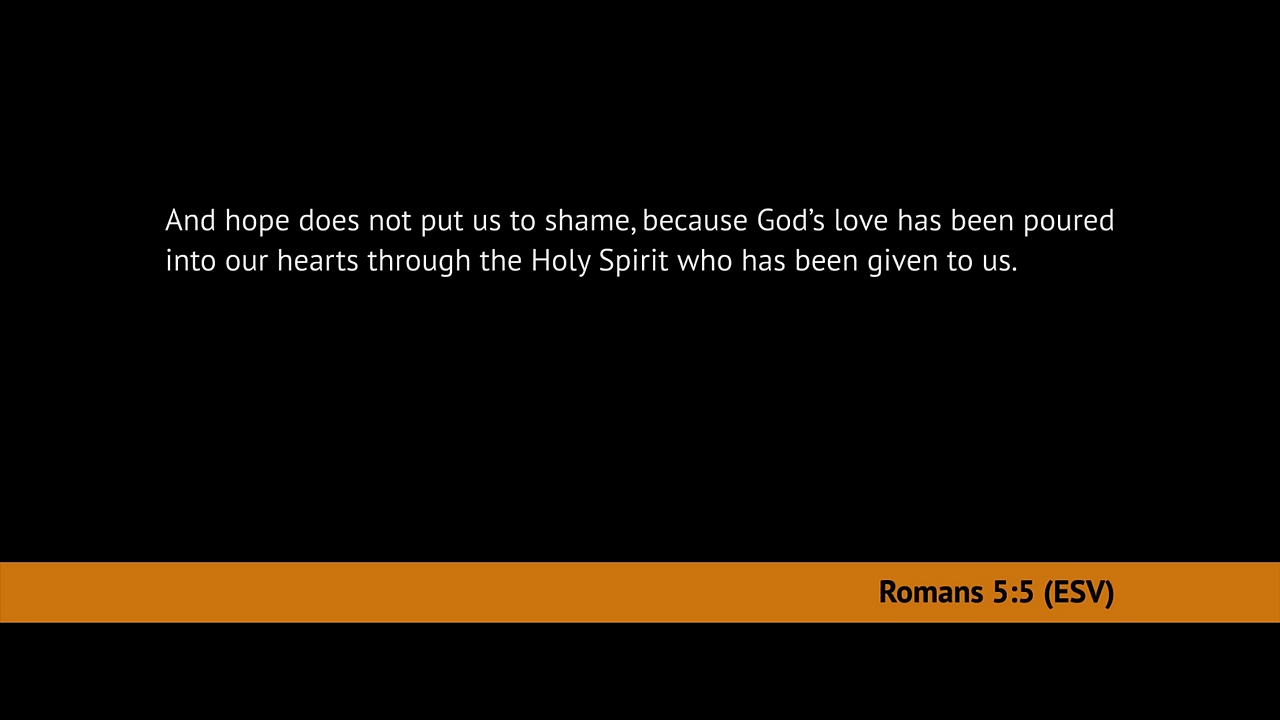 And hope does not put us to shame, because God’s love has been poured
into our hearts through the Holy Spirit who has been given to us.
Romans 5:5 (ESV)